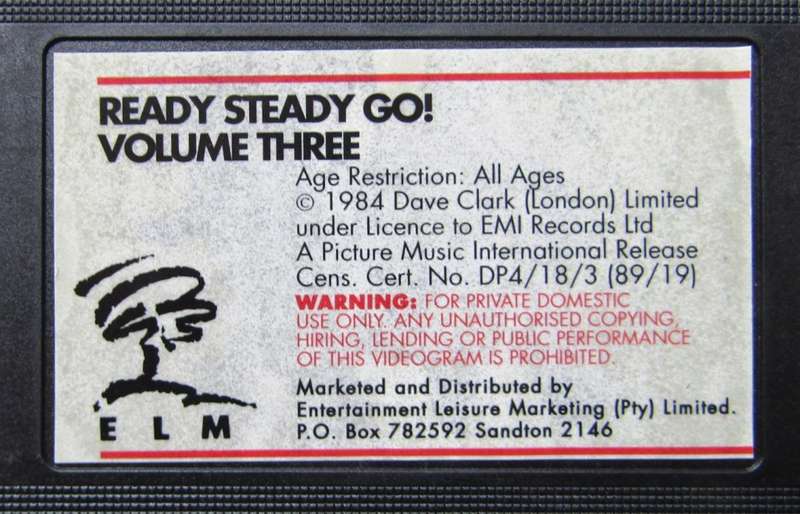 READY STEADY GO!
VOLUME THREE
Age Restriction: All Ages
© 1984 Dave Clark (London) Limited
under Licence to EMI Records Ltd
A Picture Music International Release
Cens. Cert. No. DP4/18/3 (89/19)
WARNING: FOR PRIVATE DOMESTIC
USE ONLY. ANY UNAUTHORISED COPYING,
HIRING, LENDING OR PUBLIC PERFORMANCE
OF THIS VIDEOGRAM IS PROHIBITED.
Marketed and Distributed by
Entertainment Leisure Marketing (Pty) Limited.
P.O. Box 782592 Sandton 2146
ELM